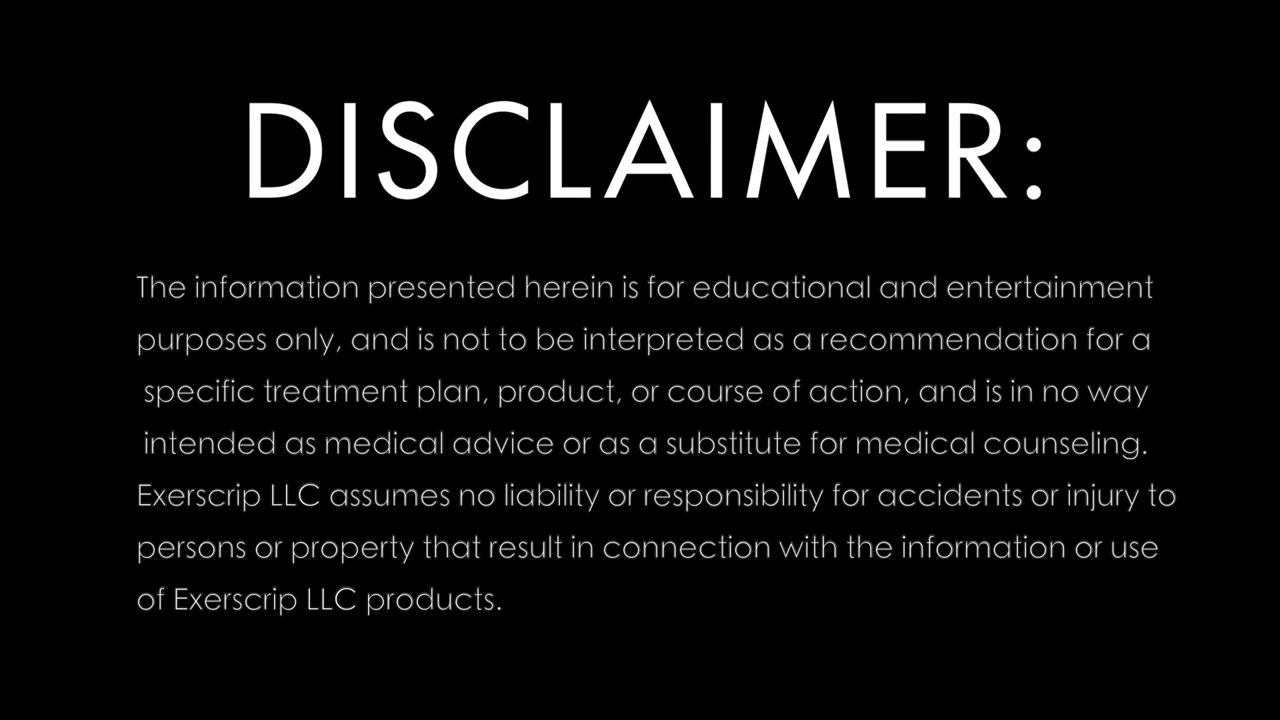 DISCLAIMER:
The information presented herein is for educational and entertainment
purposes only, and is not to be interpreted as a recommendation for a
specific treatment plan, product, or course of action, and is in no way
intended as medical advice or as a substitute for medical counseling.
Exerscrip LLC assumes no liability or responsibility for accidents or injury to
persons or property that result in connection with the information or use
of Exerscrip LLC products.